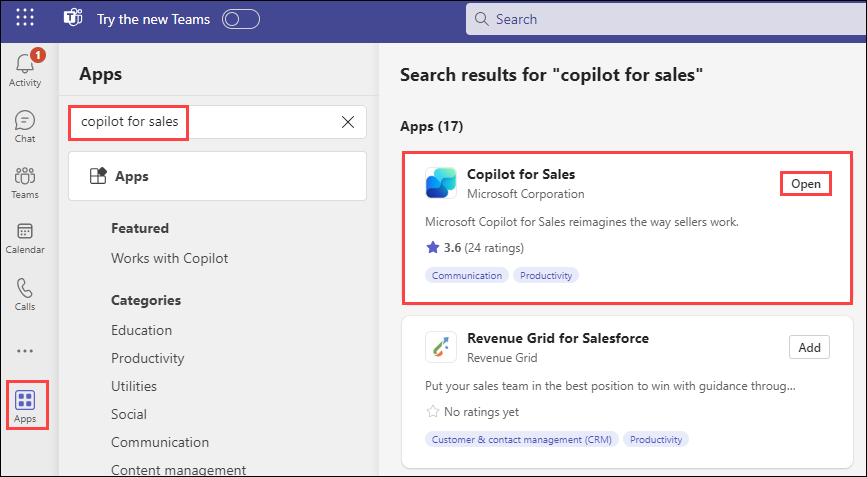 Try the new Teams
Search
1
Activity
Chat
Teams
Calendar
Calls
Apps
Apps
copilot for sales
Apps
Featured
Works with Copilot
Categories
Education
Productivity
Utilities
Social
Communication
Content management
Search results for "copilot for sales"
Apps (17)
Copilot for Sales
Open
Microsoft Corporation
Microsoft Copilot for Sales reimagines the way sellers work.
3.6 (24 ratings)
Communication Productivity
Revenue Grid for Salesforce
Add
Revenue Grid
Put your sales team in the best position to win with guidance throug...
No ratings yet
Customer & contact management (CRM) Productivity